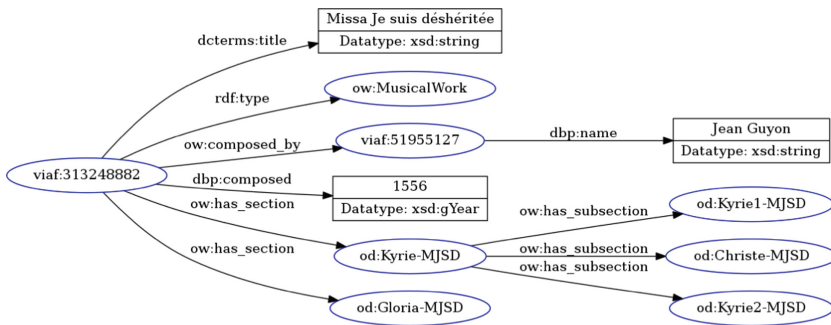 Missa Je suis déshéritée
Datatype: xsd:string
dcterms:title
rdf:type
ow:MusicalWork
ow:composed_by
viaf:51955127
dbp:name
Jean Guyon
Datatype: xsd:string
viaf:313248882
dbp:composed
1556
Datatype: xsd:gYear
ow:has_section
od:Kyrie-MJSD
ow:has_subsection
od:Kyrie1-MJSD
ow:has_subsection
od:Christe-MJSD
ow:has_subsection
od:Kyrie2-MJSD
ow:has_section
od:Gloria-MJSD